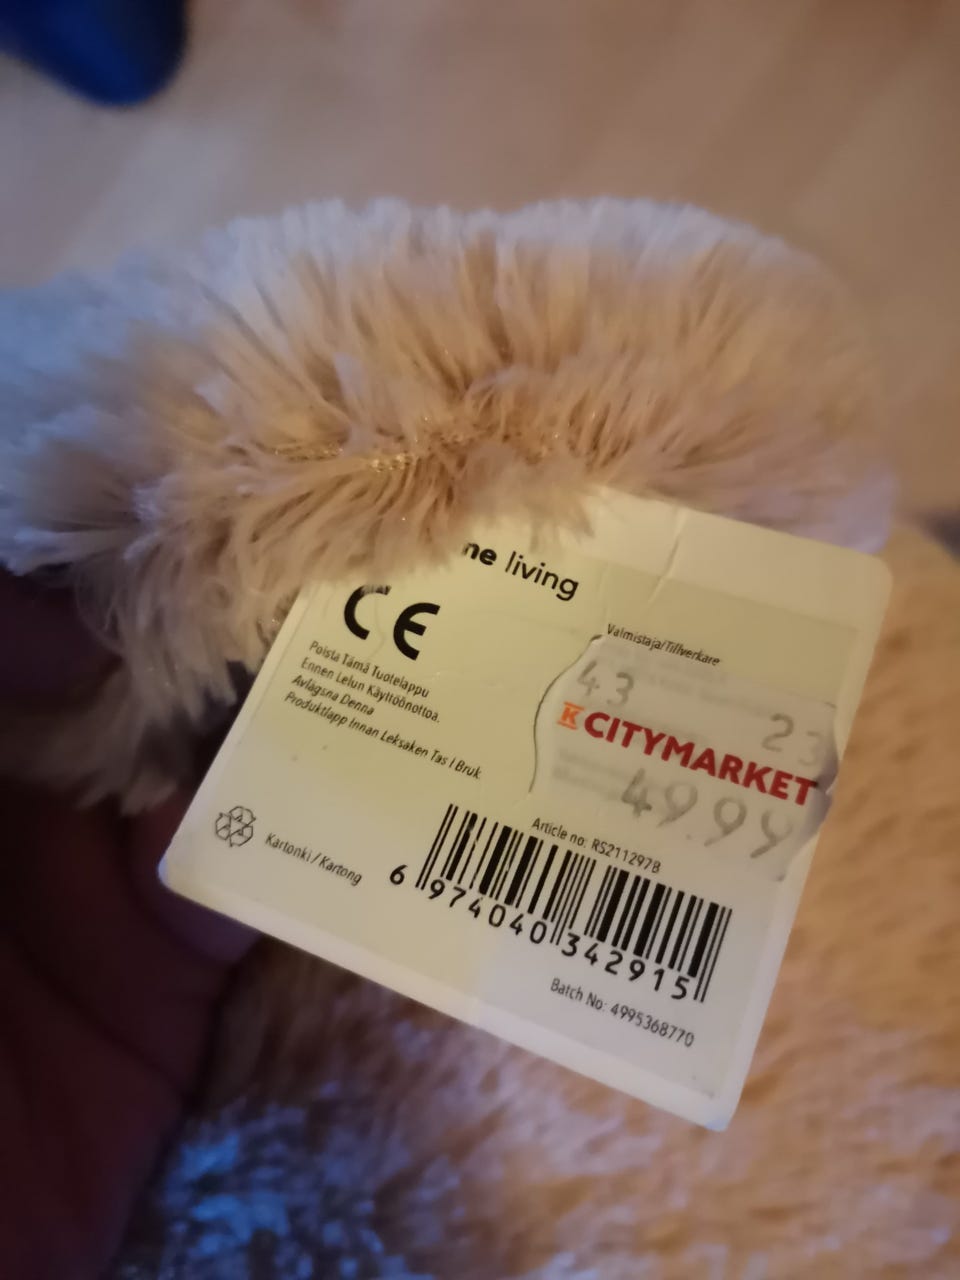 ne living
CE
Poista Tämä Tuotelappu
Ennen Lelun Käyttöönottoa.
Avlägsna Denna
Produktlapp Innan Leksaken Tas I Bruk.
Kartonki / Kartong
Valmistaja/Tillverkare
43 23
K CITYMARKET
49.99
Article no: RS211297B
6 974040 342915
Batch No: 4995368770